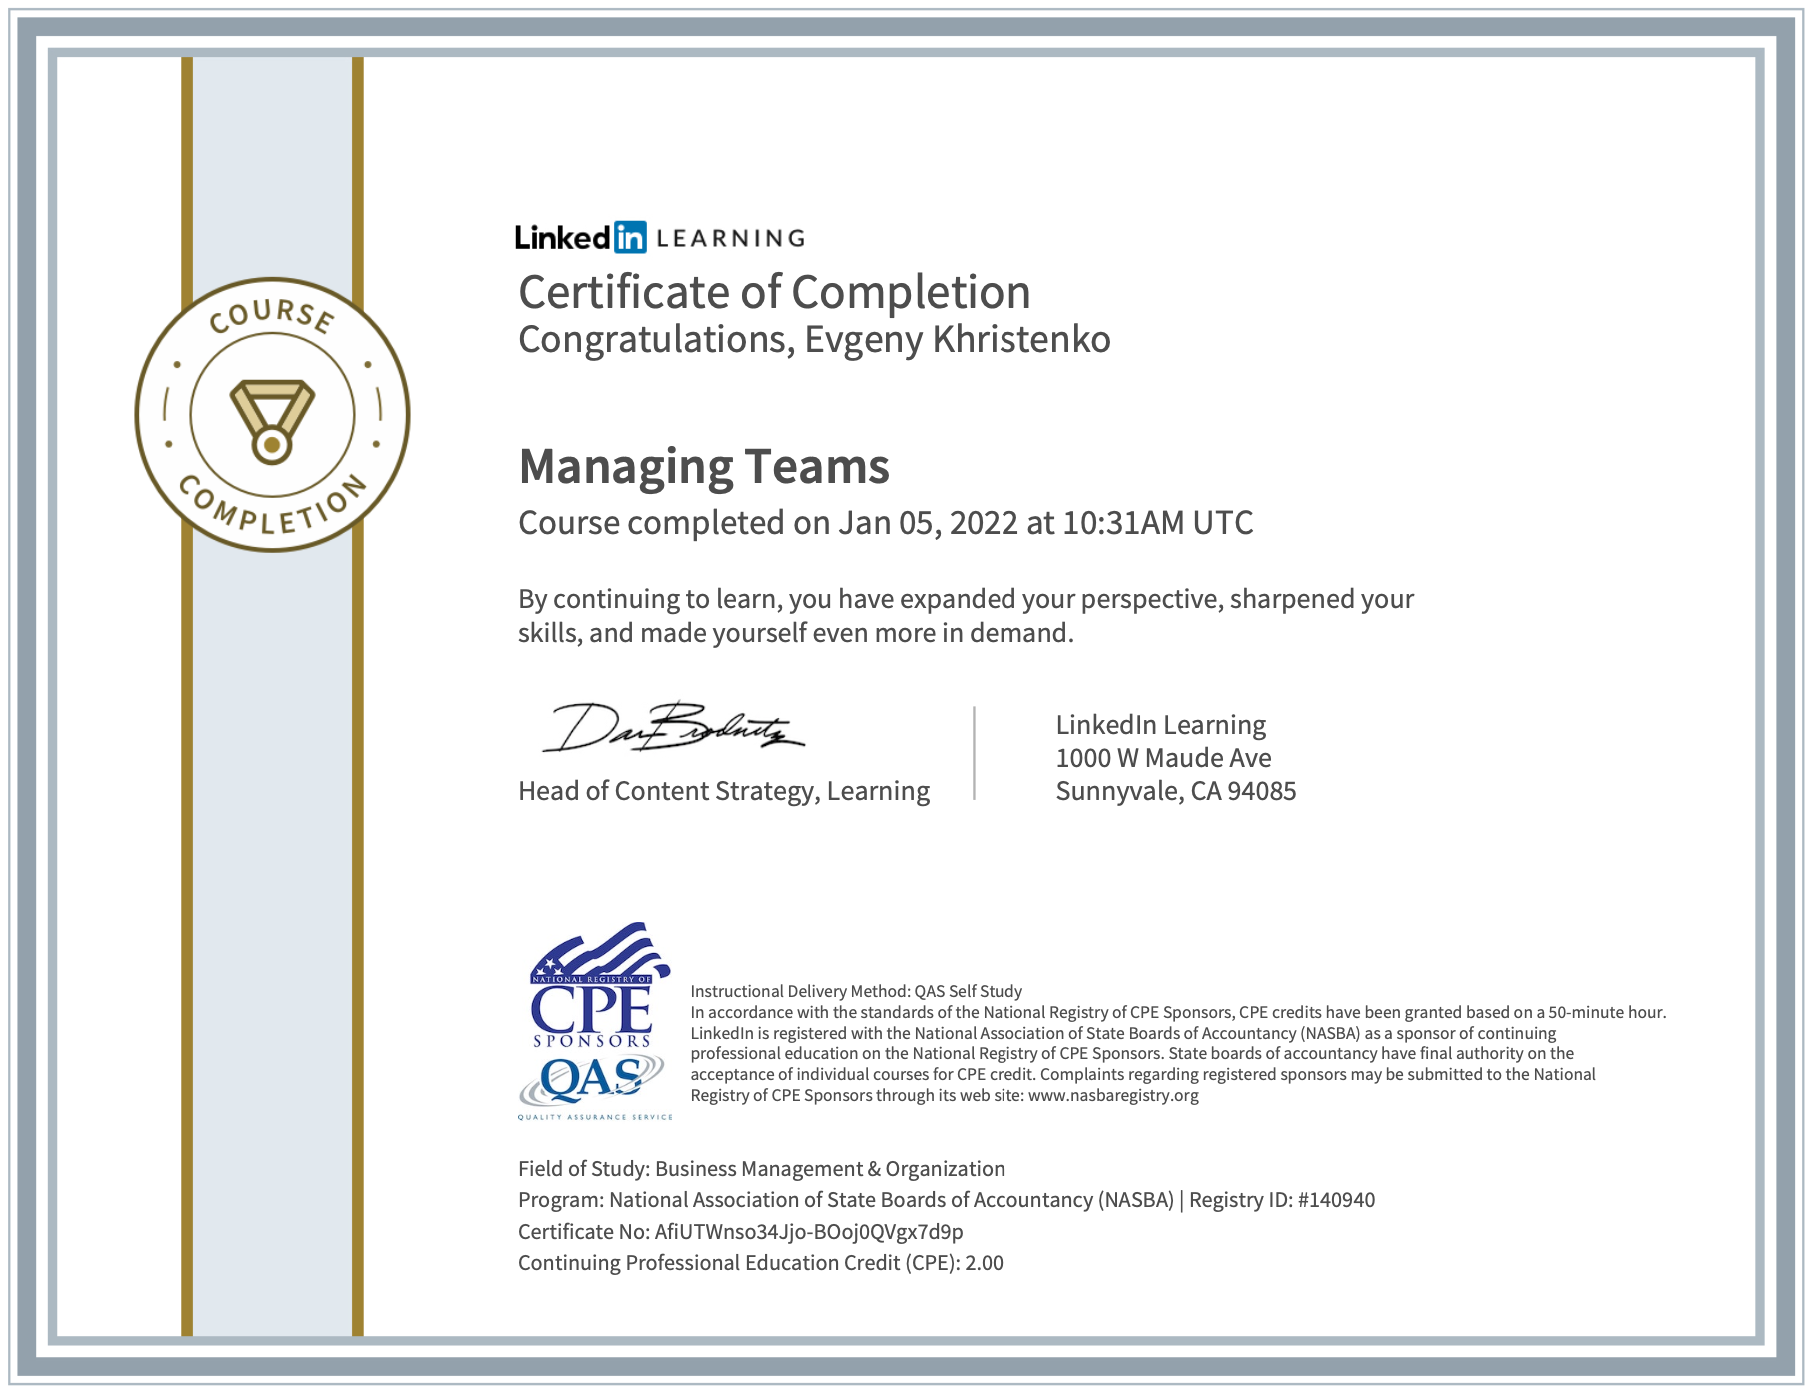 COURSE
COMPLETION
Linked in LEARNING
Certificate of Completion
Congratulations, Evgeny Khristenko
Managing Teams
Course completed on Jan 05, 2022 at 10:31AM UTC
By continuing to learn, you have expanded your perspective, sharpened your
skills, and made yourself even more in demand.
Dan Brodnitz
Head of Content Strategy, Learning
LinkedIn Learning
1000 W Maude Ave
Sunnyvale, CA 94085
NATIONAL REGISTRY OF
CPE
SPONSORS
QAS
QUALITY ASSURANCE SERVICE
Instructional Delivery Method: QAS Self Study
In accordance with the standards of the National Registry of CPE Sponsors, CPE credits have been granted based on a 50-minute hour.
LinkedIn is registered with the National Association of State Boards of Accountancy (NASBA) as a sponsor of continuing
professional education on the National Registry of CPE Sponsors. State boards of accountancy have final authority on the
acceptance of individual courses for CPE credit. Complaints regarding registered sponsors may be submitted to the National
Registry of CPE Sponsors through its web site: www.nasbaregistry.org
Field of Study: Business Management & Organization
Program: National Association of State Boards of Accountancy (NASBA) | Registry ID: #140940
Certificate No: AfiUTWnso34Jjo-BOoj0QVgx7d9p
Continuing Professional Education Credit (CPE): 2.00